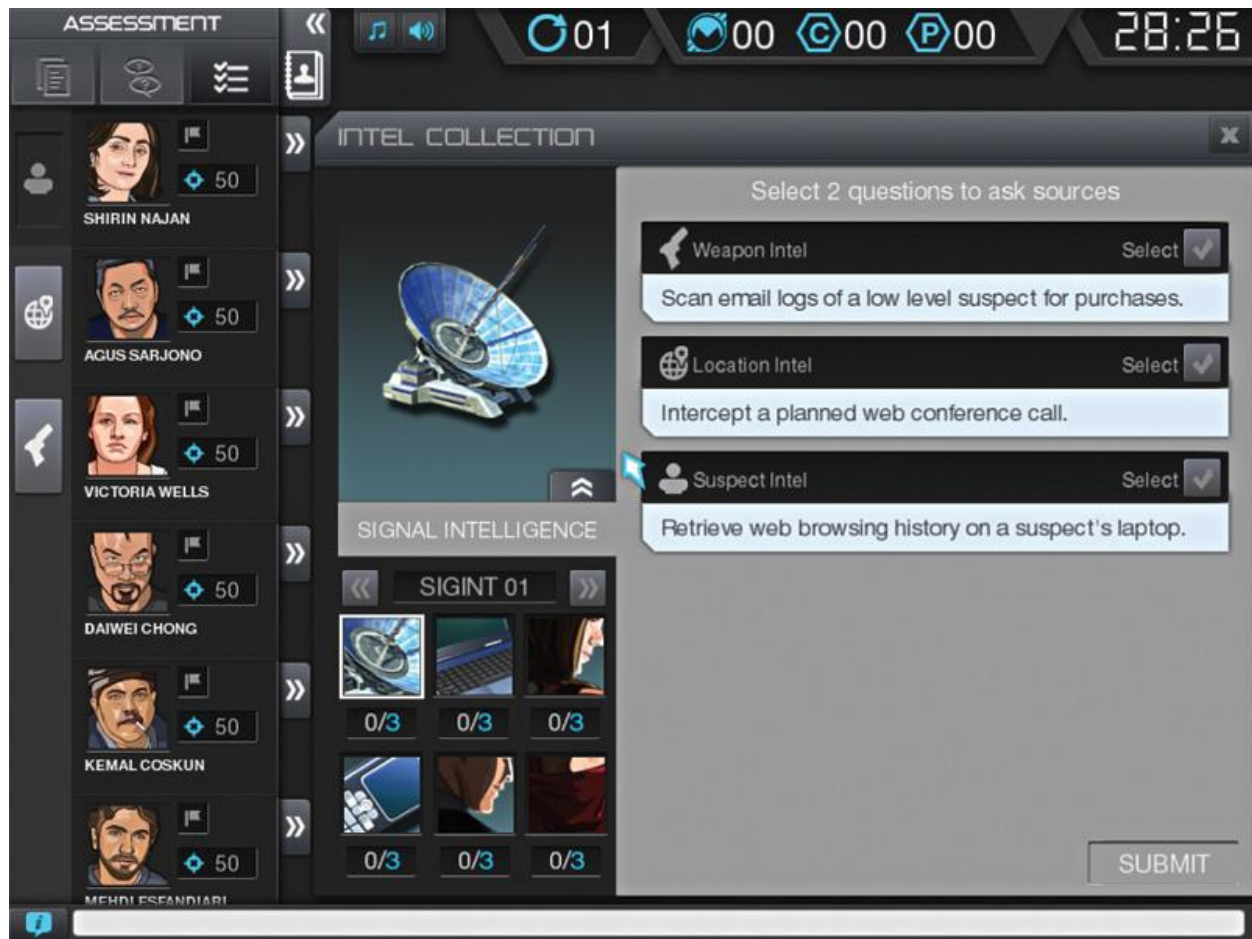 ASSESSMENT
01
00
C
00
P
00
28:26
SHIRIN NAJAN
50
AGUS SARJONO
50
VICTORIA WELLS
50
DAIWEI CHONG
50
KEMAL COSKUN
50
MEHDI ESFANDIARI
50
INTEL COLLECTION
X
SIGNAL INTELLIGENCE
SIGINT 01
0/3 0/3 0/3
0/3 0/3 0/3
Select 2 questions to ask sources
Weapon Intel Select
Scan email logs of a low level suspect for purchases.
Location Intel Select
Intercept a planned web conference call.
Suspect Intel Select
Retrieve web browsing history on a suspect's laptop.
SUBMIT